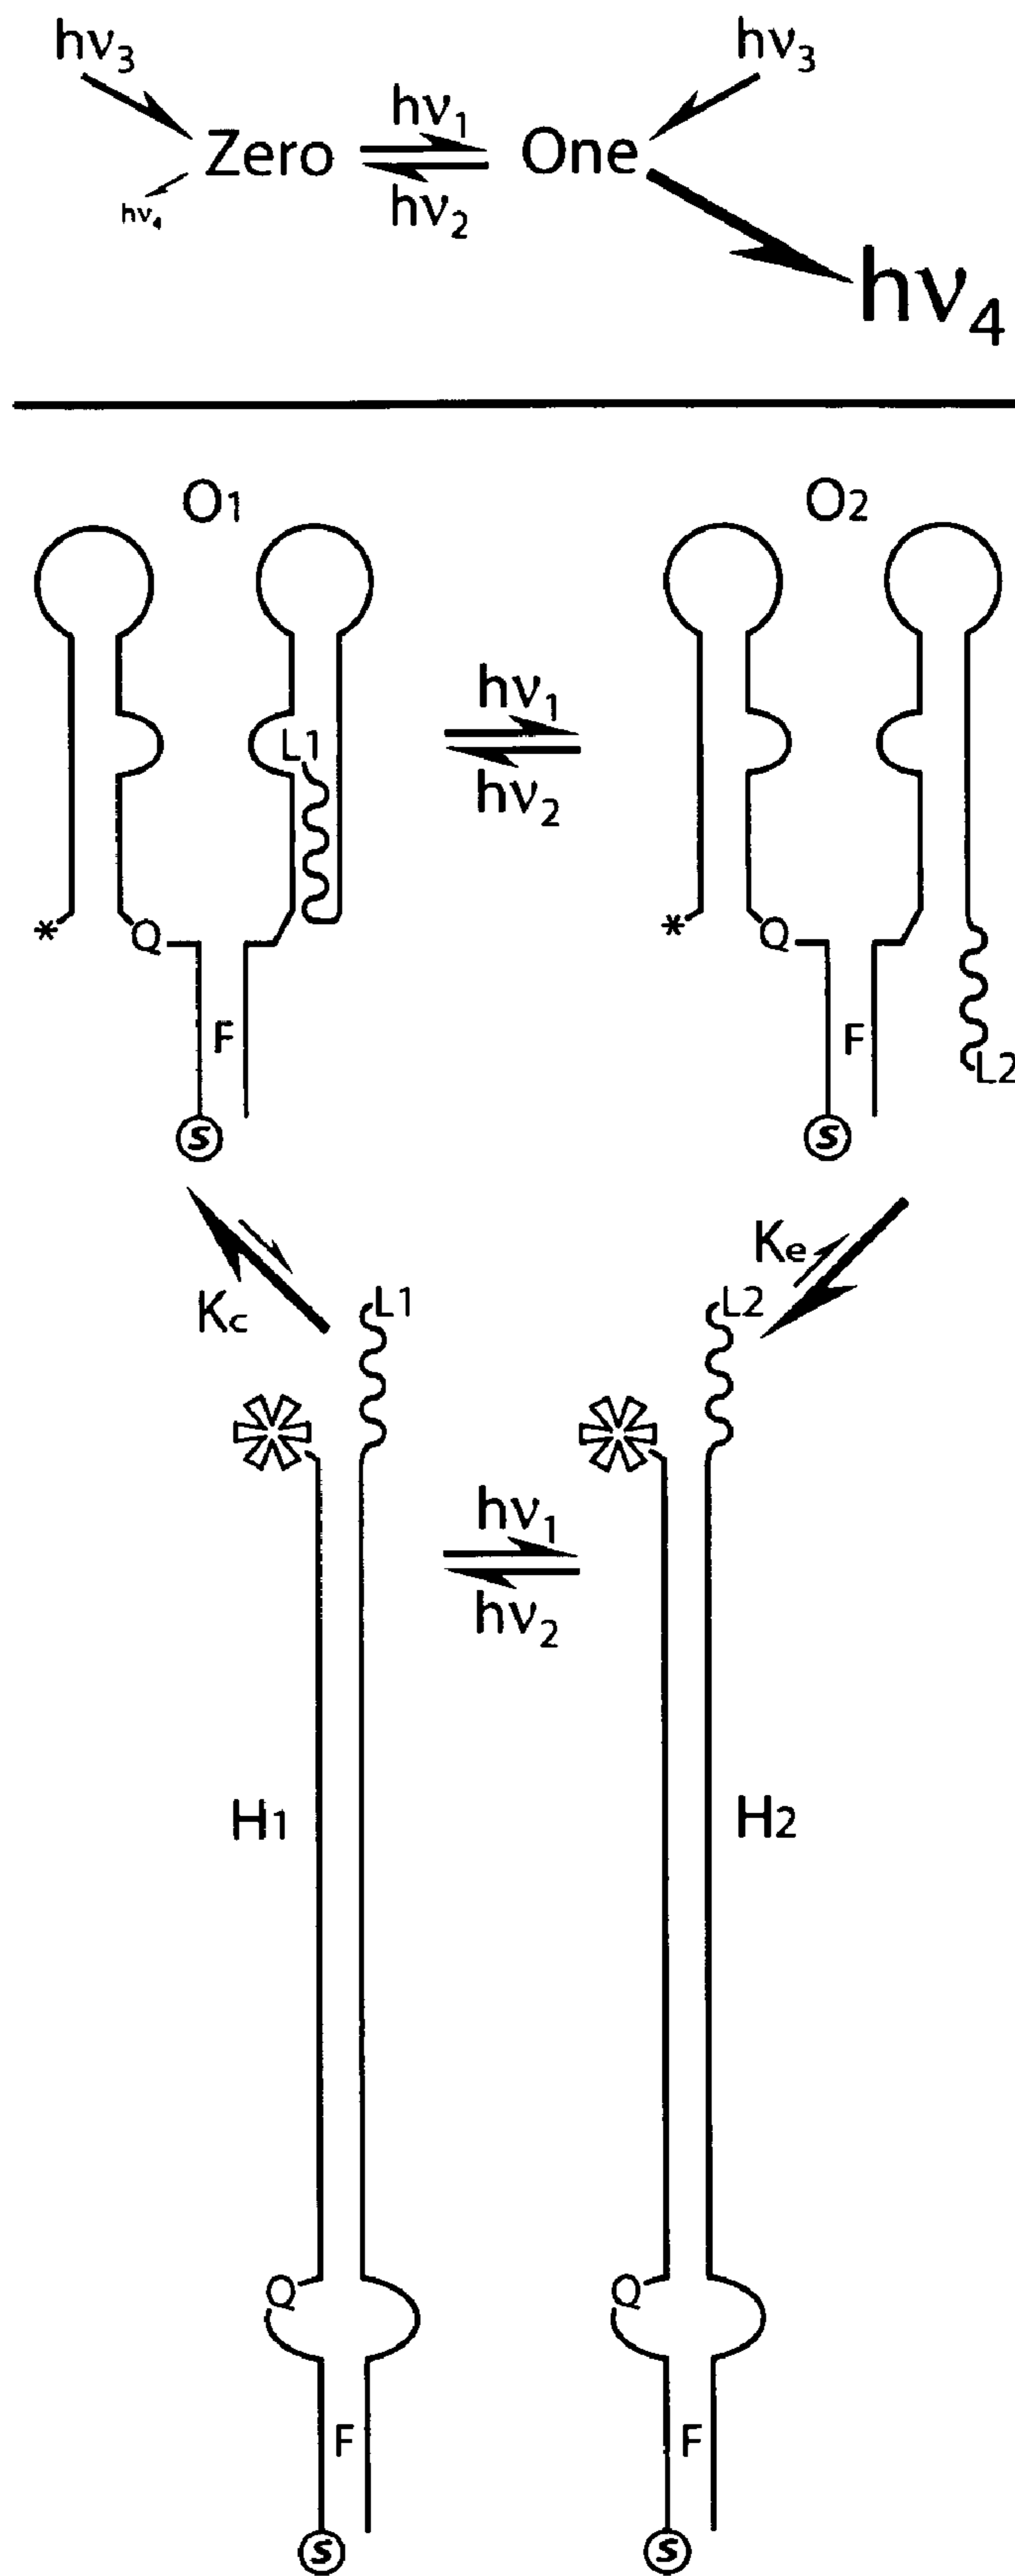 hν₃ hν₃
Zero hν₁ One
hν₄ hν₂
hν₄
O1 O2
L1 hν₁
hν₂
* Q * Q
F F L2
S S
Kc Ke
L1 L2
hν₁
hν₂
H1 H2
Q Q
F F
S S